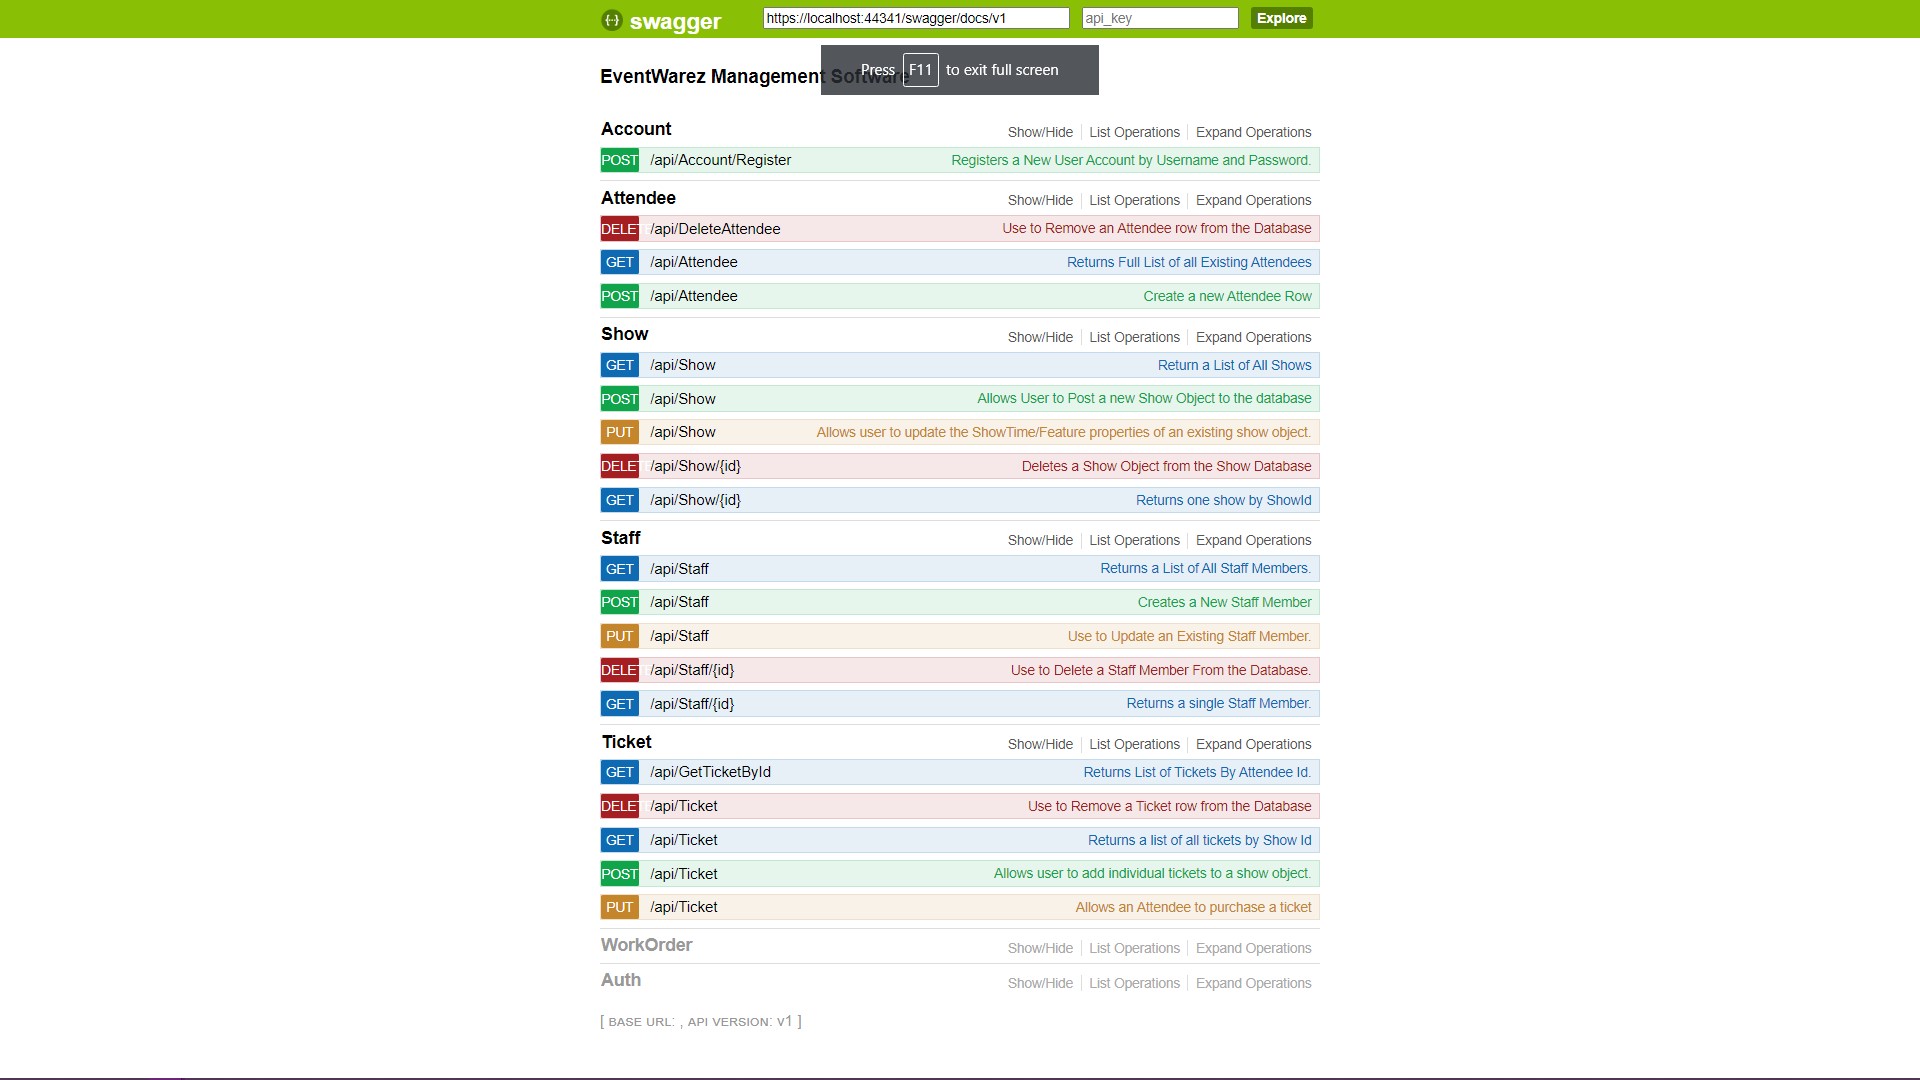 swagger https://localhost:44341/swagger/docs/v1 api_key Explore
Press F11 to exit full screen
EventWarez Management Software
Account Show/Hide List Operations Expand Operations
POST /api/Account/Register Registers a New User Account by Username and Password.
Attendee Show/Hide List Operations Expand Operations
DELET /api/DeleteAttendee Use to Remove an Attendee row from the Database
GET /api/Attendee Returns Full List of all Existing Attendees
POST /api/Attendee Create a new Attendee Row
Show Show/Hide List Operations Expand Operations
GET /api/Show Return a List of All Shows
POST /api/Show Allows User to Post a new Show Object to the database
PUT /api/Show Allows user to update the ShowTime/Feature properties of an existing show object.
DELET /api/Show/{id} Deletes a Show Object from the Show Database
GET /api/Show/{id} Returns one show by ShowId
Staff Show/Hide List Operations Expand Operations
GET /api/Staff Returns a List of All Staff Members.
POST /api/Staff Creates a New Staff Member
PUT /api/Staff Use to Update an Existing Staff Member.
DELET /api/Staff/{id} Use to Delete a Staff Member From the Database.
GET /api/Staff/{id} Returns a single Staff Member.
Ticket Show/Hide List Operations Expand Operations
GET /api/GetTicketById Returns List of Tickets By Attendee Id.
DELET /api/Ticket Use to Remove a Ticket row from the Database
GET /api/Ticket Returns a list of all tickets by Show Id
POST /api/Ticket Allows user to add individual tickets to a show object.
PUT /api/Ticket Allows an Attendee to purchase a ticket
WorkOrder Show/Hide List Operations Expand Operations
Auth Show/Hide List Operations Expand Operations
[ BASE URL: , API VERSION: V1 ]